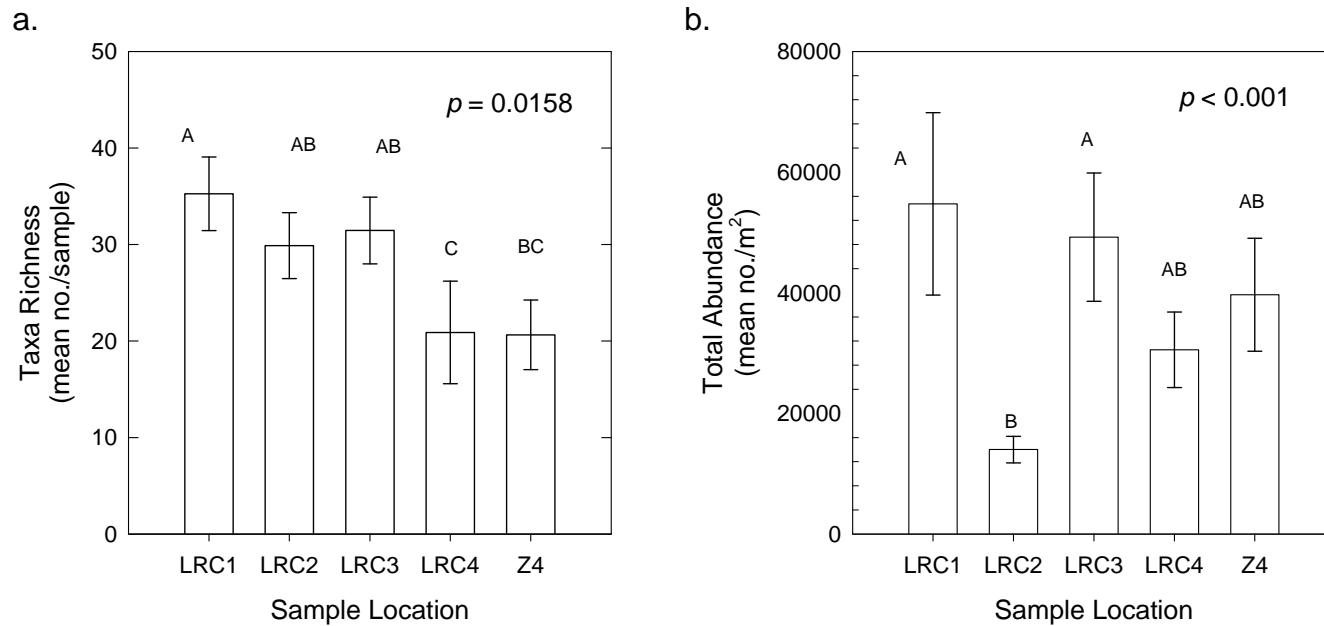 a.
50
40
30
20
10
0
Taxa Richness
(mean no./sample)
p = 0.0158
A
AB
AB
C
BC
LRC1 LRC2 LRC3 LRC4 Z4
Sample Location
b.
80000
60000
40000
20000
0
Total Abundance
(mean no./m²)
p < 0.001
A
B
A
AB
AB
LRC1 LRC2 LRC3 LRC4 Z4
Sample Location